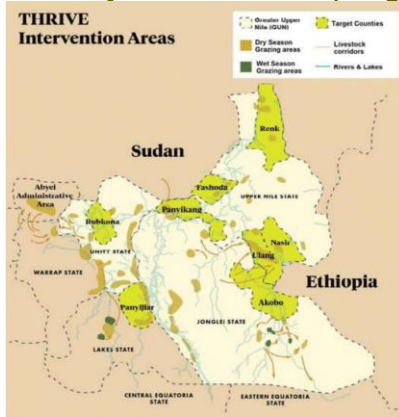 THRIVE
Intervention Areas
Greater Upper
Nile (GUN)
Target Counties
Dry Season
Grazing areas
Livestock
corridors
Wet Season
Grazing areas
Rivers & Lakes
Renk
Sudan
Abyei
Administrative
Area
Fashoda
UPPER NILE STATE
Rubkona
Panyikang
UNITY STATE
Nasir
Ulang
WARRAP STATE
Ethiopia
Panyijiar
Akobo
JONGLEI STATE
LAKES STATE
CENTRAL EQUATORIA
STATE
EASTERN EQUATORIA
STATE